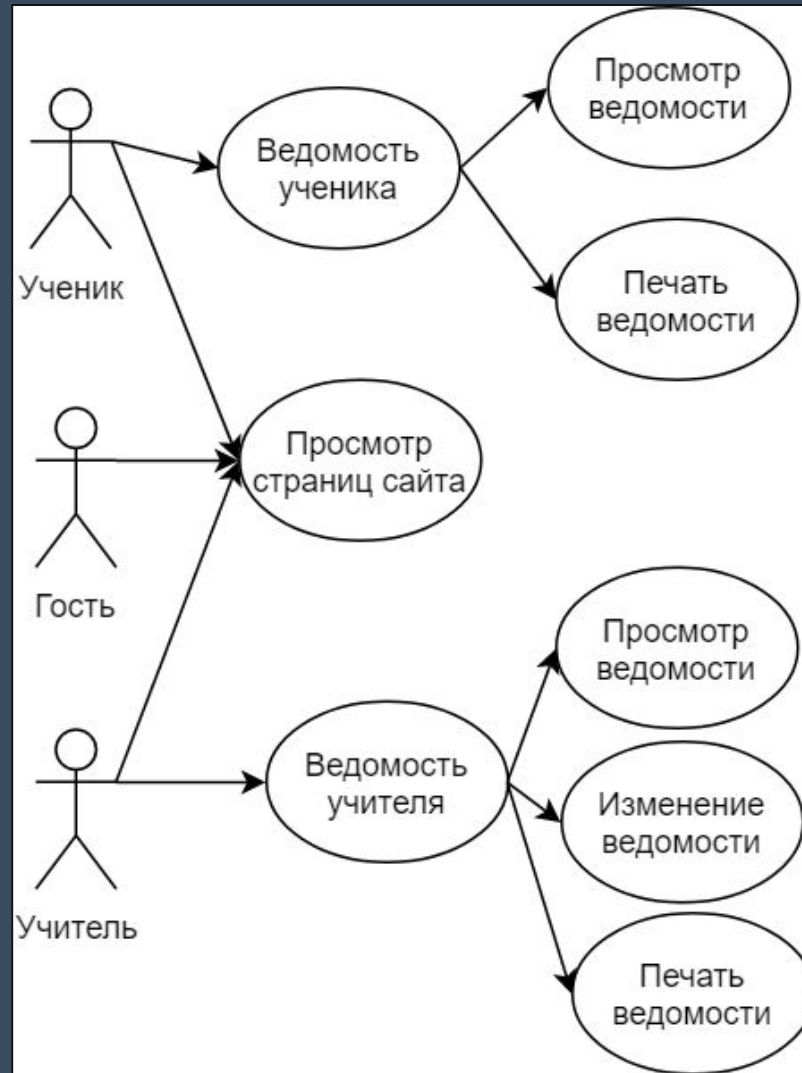 Просмотр
ведомости
Ведомость
ученика
Ученик
Печать
ведомости
Просмотр
страниц сайта
Гость
Просмотр
ведомости
Ведомость
учителя
Изменение
ведомости
Учитель
Печать
ведомости